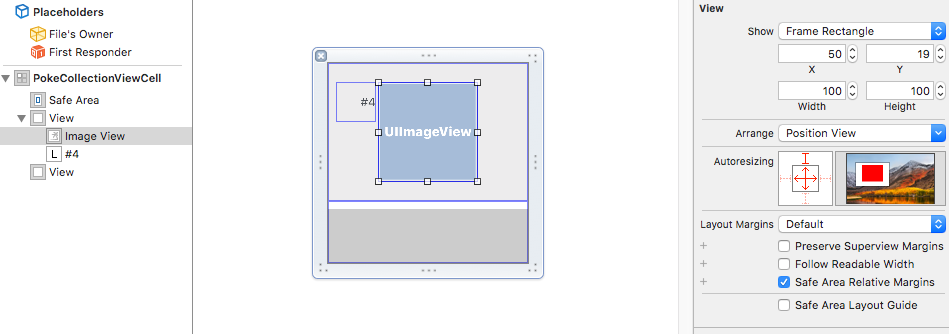 Placeholders
File's Owner
First Responder
PokeCollectionViewCell
Safe Area
View
Image View
L #4
View
#4
UIImageView
View
Show Frame Rectangle
50 19
X Y
100 100
Width Height
Arrange Position View
Autoresizing
Layout Margins Default
Preserve Superview Margins
Follow Readable Width
Safe Area Relative Margins
Safe Area Layout Guide